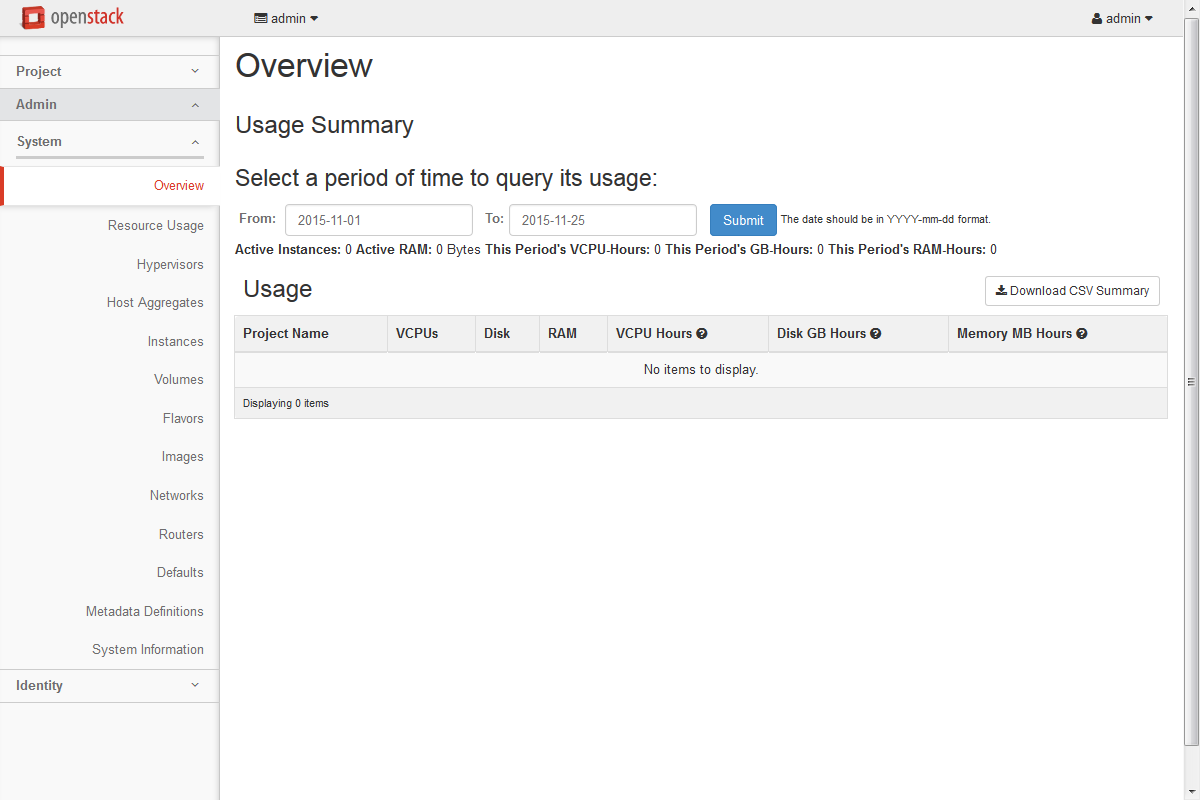 openstack
admin
admin
Project
Admin
System
Overview
Resource Usage
Hypervisors
Host Aggregates
Instances
Volumes
Flavors
Images
Networks
Routers
Defaults
Metadata Definitions
System Information
Identity
Overview
Usage Summary
Select a period of time to query its usage:
From: 2015-11-01 To: 2015-11-25 Submit The date should be in YYYY-mm-dd format.
Active Instances: 0 Active RAM: 0 Bytes This Period's VCPU-Hours: 0 This Period's GB-Hours: 0 This Period's RAM-Hours: 0
Usage
Download CSV Summary
Project Name VCPUs Disk RAM VCPU Hours Disk GB Hours Memory MB Hours
No items to display.
Displaying 0 items